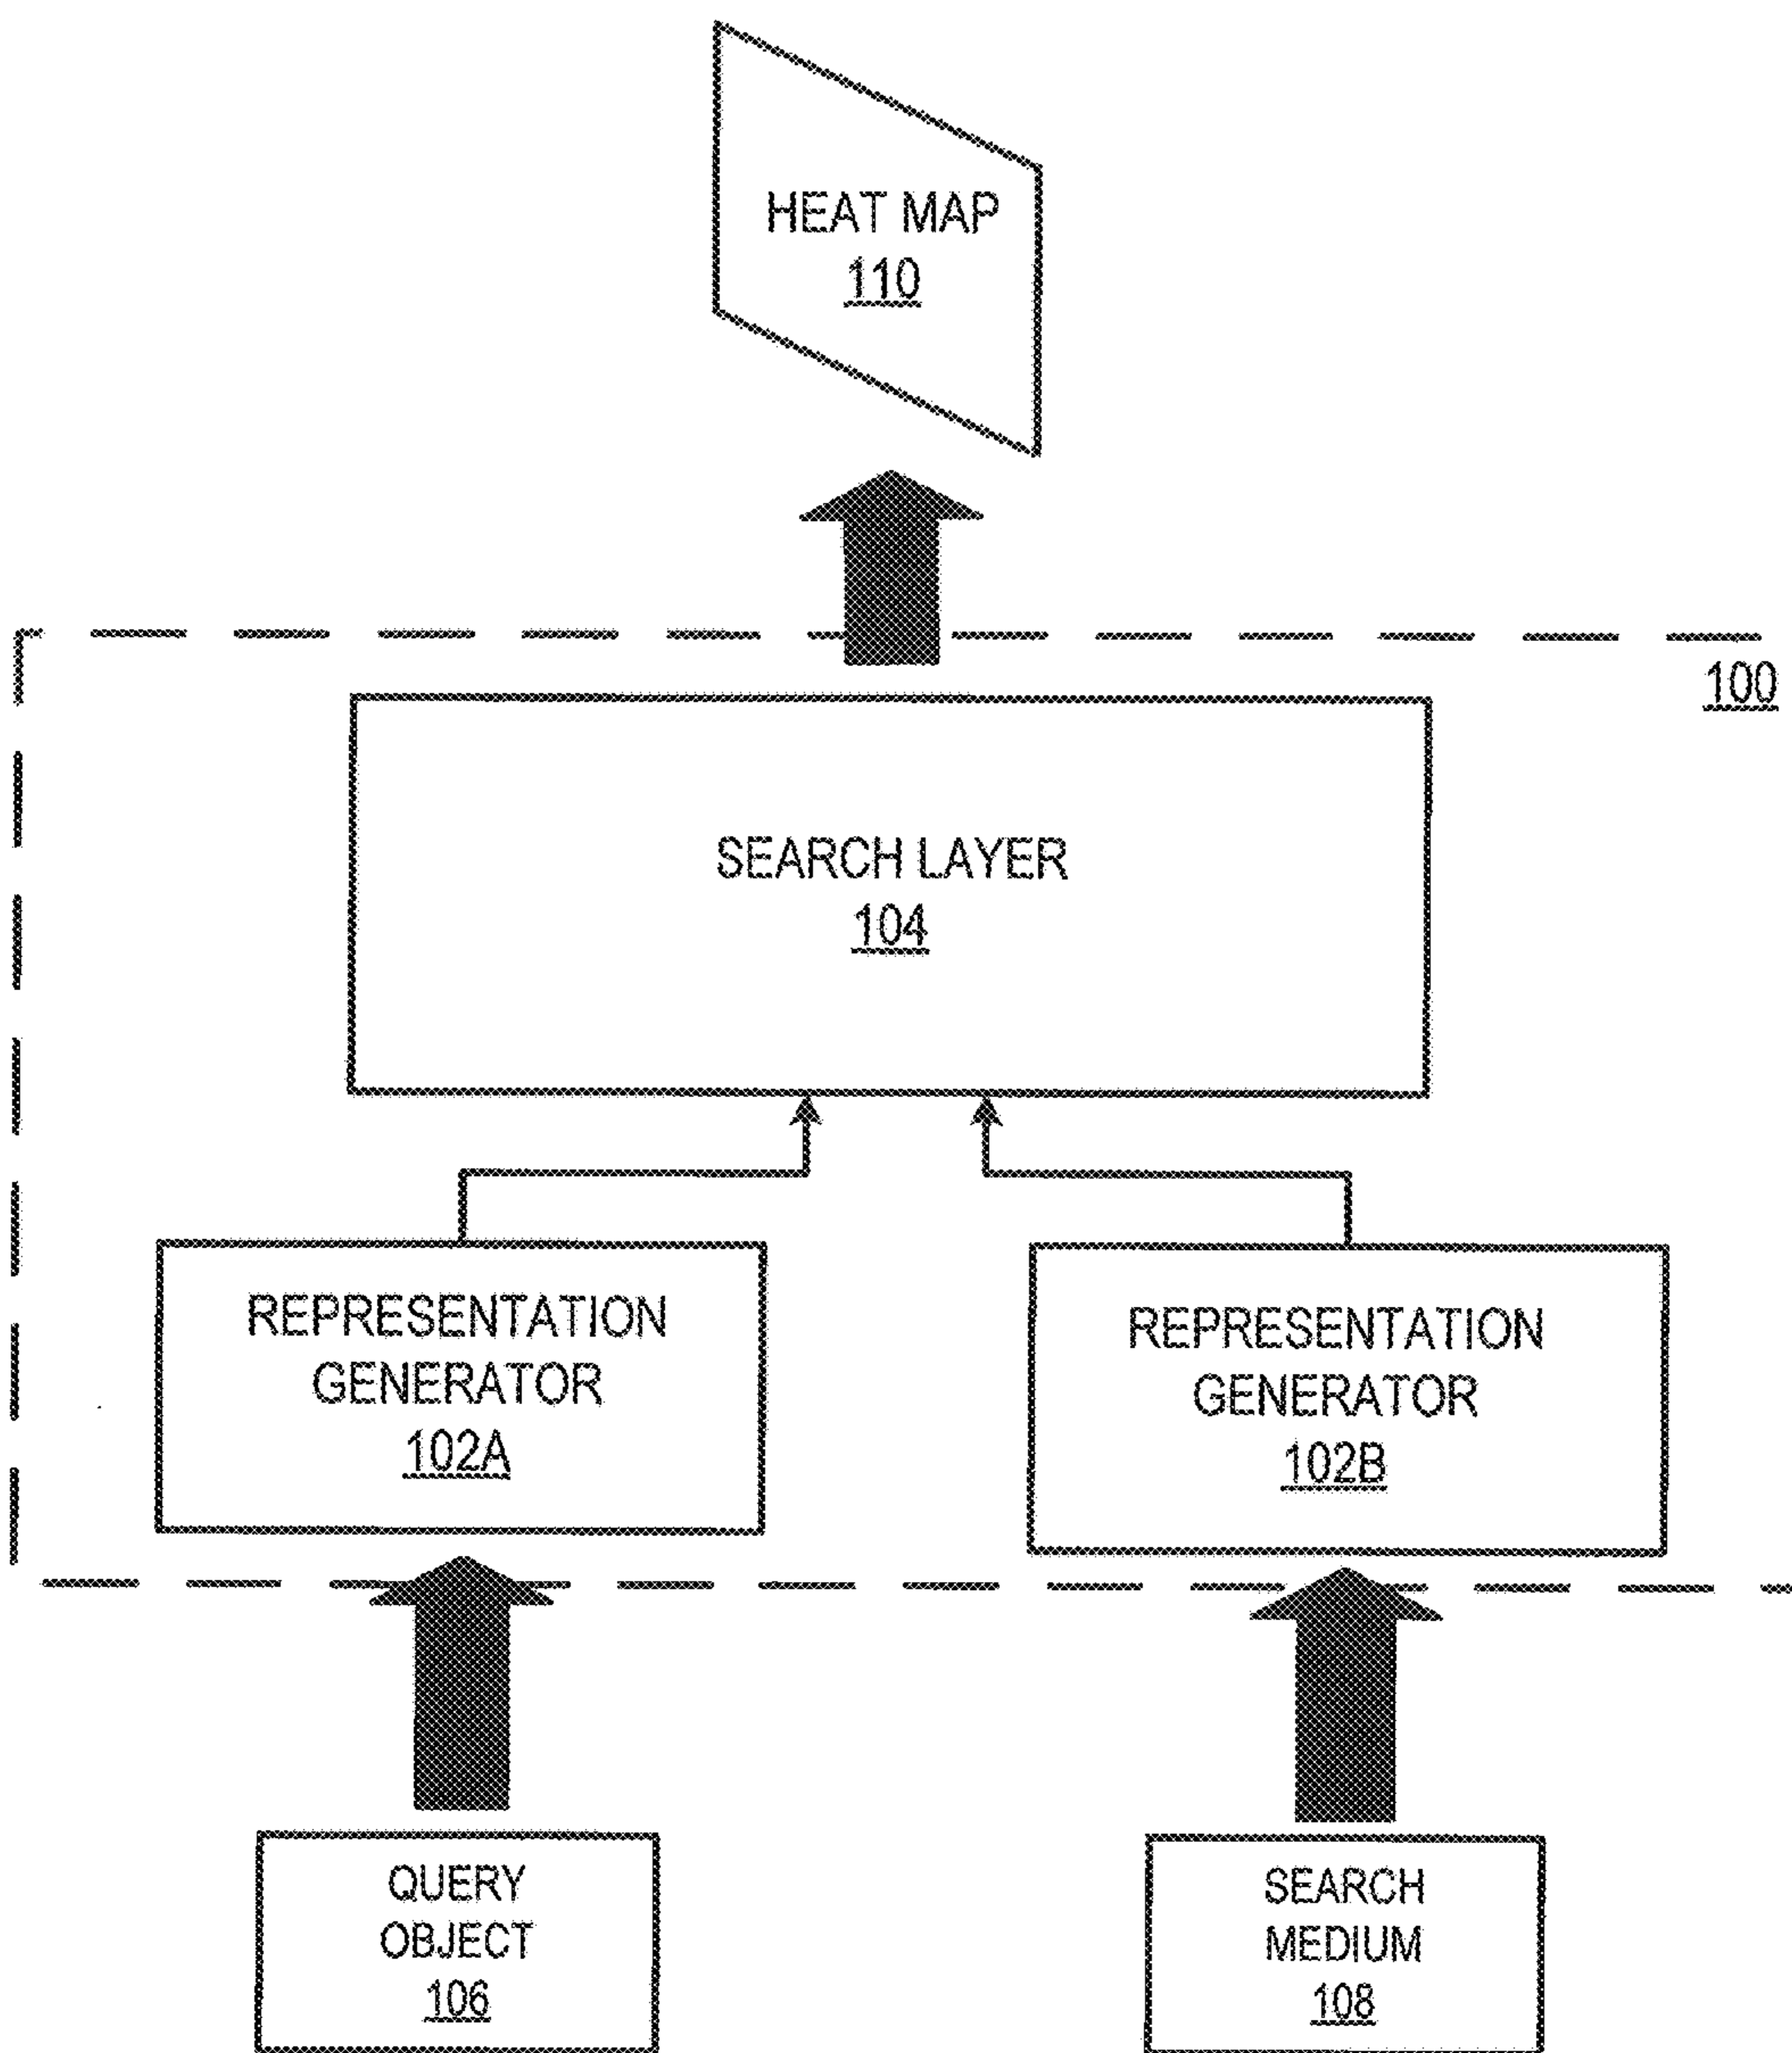 HEAT MAP
110
100
SEARCH LAYER
104
REPRESENTATION
GENERATOR
102A
REPRESENTATION
GENERATOR
102B
QUERY
OBJECT
106
SEARCH
MEDIUM
108